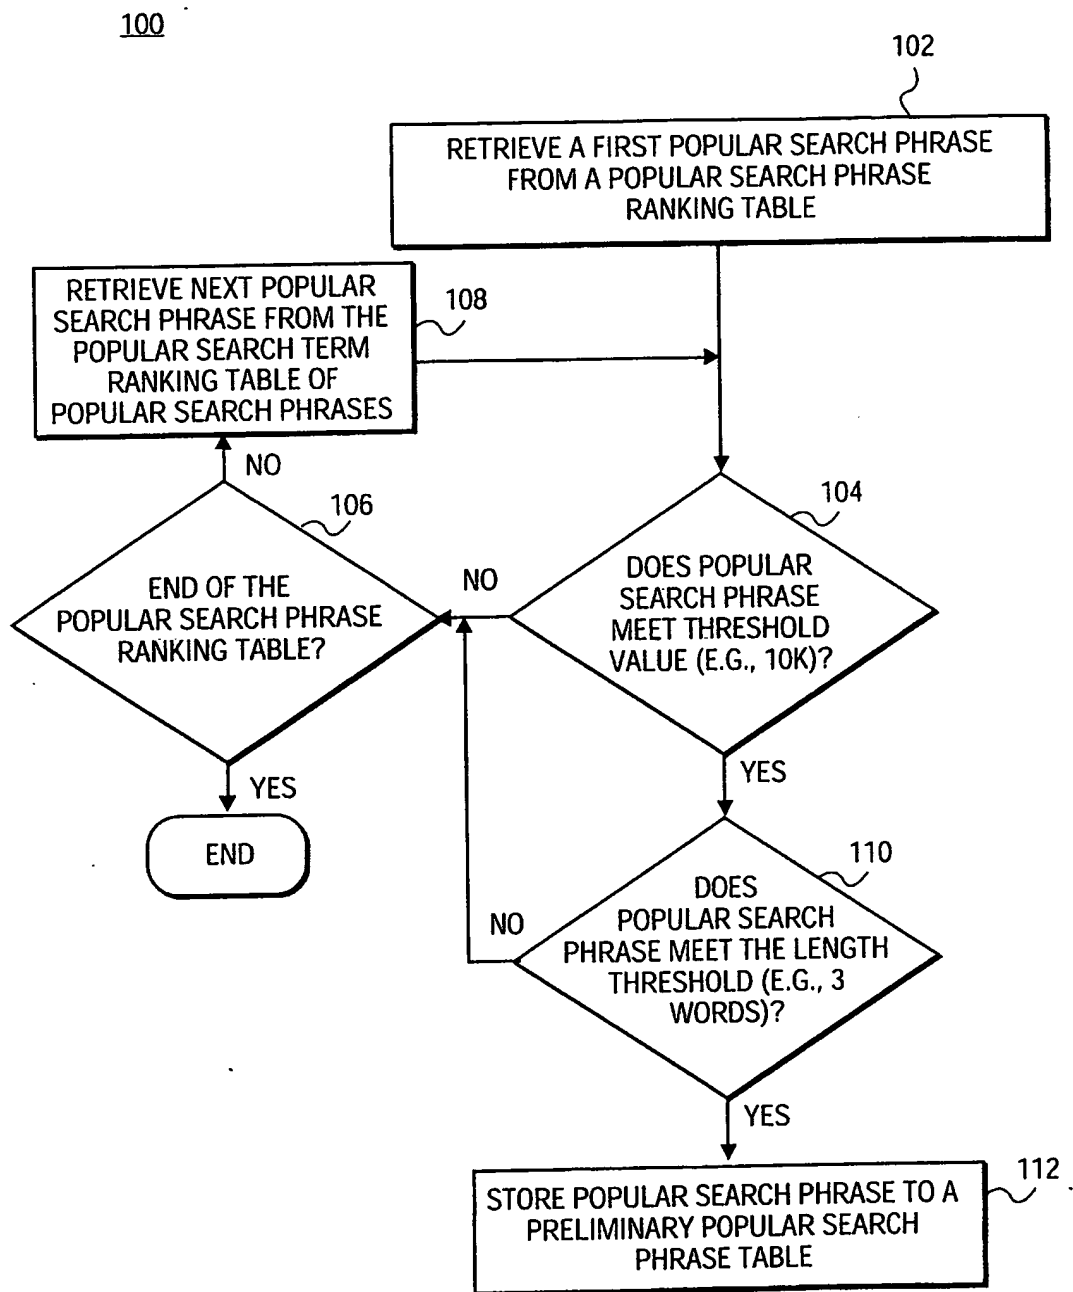 100
102
RETRIEVE A FIRST POPULAR SEARCH PHRASE
FROM A POPULAR SEARCH PHRASE
RANKING TABLE
RETRIEVE NEXT POPULAR
SEARCH PHRASE FROM THE
POPULAR SEARCH TERM
RANKING TABLE OF
POPULAR SEARCH PHRASES
108
NO
106
END OF THE
POPULAR SEARCH PHRASE
RANKING TABLE?
NO
104
DOES POPULAR
SEARCH PHRASE
MEET THRESHOLD
VALUE (E.G., 10K)?
YES
END
YES
110
DOES
POPULAR SEARCH
PHRASE MEET THE LENGTH
THRESHOLD (E.G., 3
WORDS)?
NO
YES
112
STORE POPULAR SEARCH PHRASE TO A
PRELIMINARY POPULAR SEARCH
PHRASE TABLE